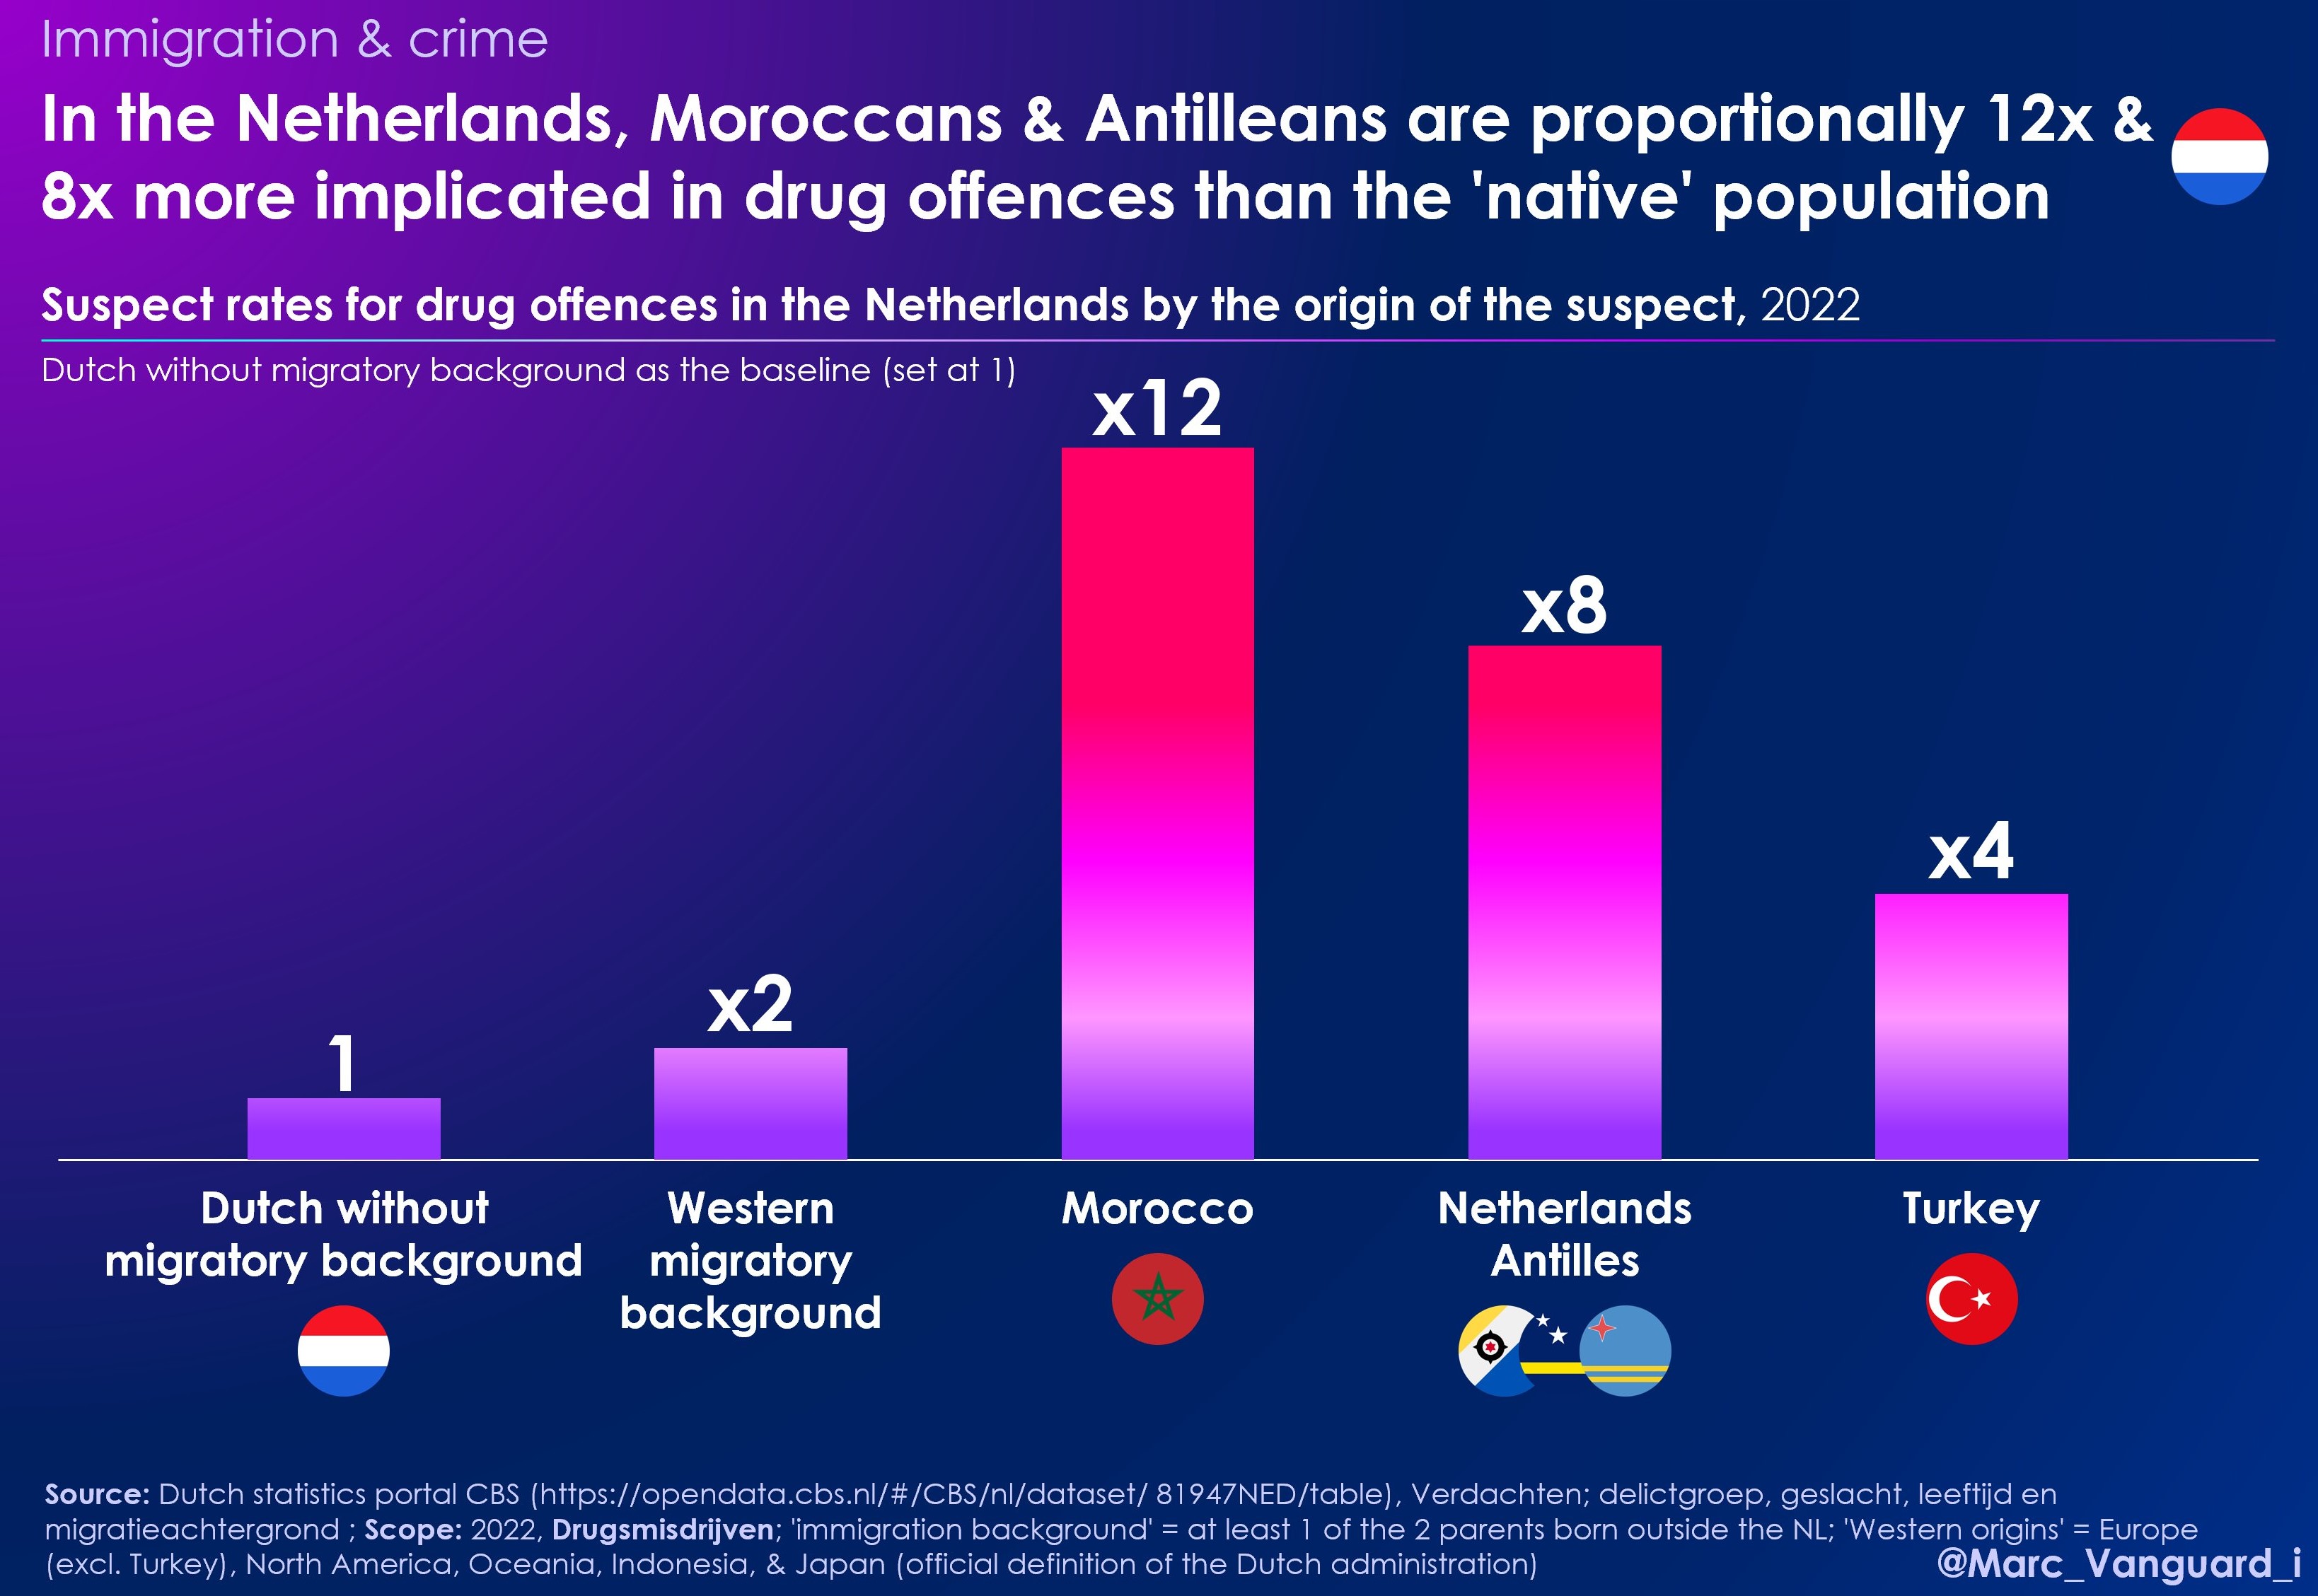 Immigration & crime
In the Netherlands, Moroccans & Antilleans are proportionally 12x &
8x more implicated in drug offences than the 'native' population
Suspect rates for drug offences in the Netherlands by the origin of the suspect, 2022
Dutch without migratory background as the baseline (set at 1)
1
x2
x12
x8
x4
Dutch without
migratory background
Western
migratory
background
Morocco
Netherlands
Antilles
Turkey
Source: Dutch statistics portal CBS (https://opendata.cbs.nl/#/CBS/nl/dataset/ 81947NED/table), Verdachten; delictgroep, geslacht, leeftijd en
migratieachtergrond ; Scope: 2022, Drugsmisdrijven; 'immigration background' = at least 1 of the 2 parents born outside the NL; 'Western origins' = Europe
(excl. Turkey), North America, Oceania, Indonesia, & Japan (official definition of the Dutch administration)
@Marc_Vanguard_i